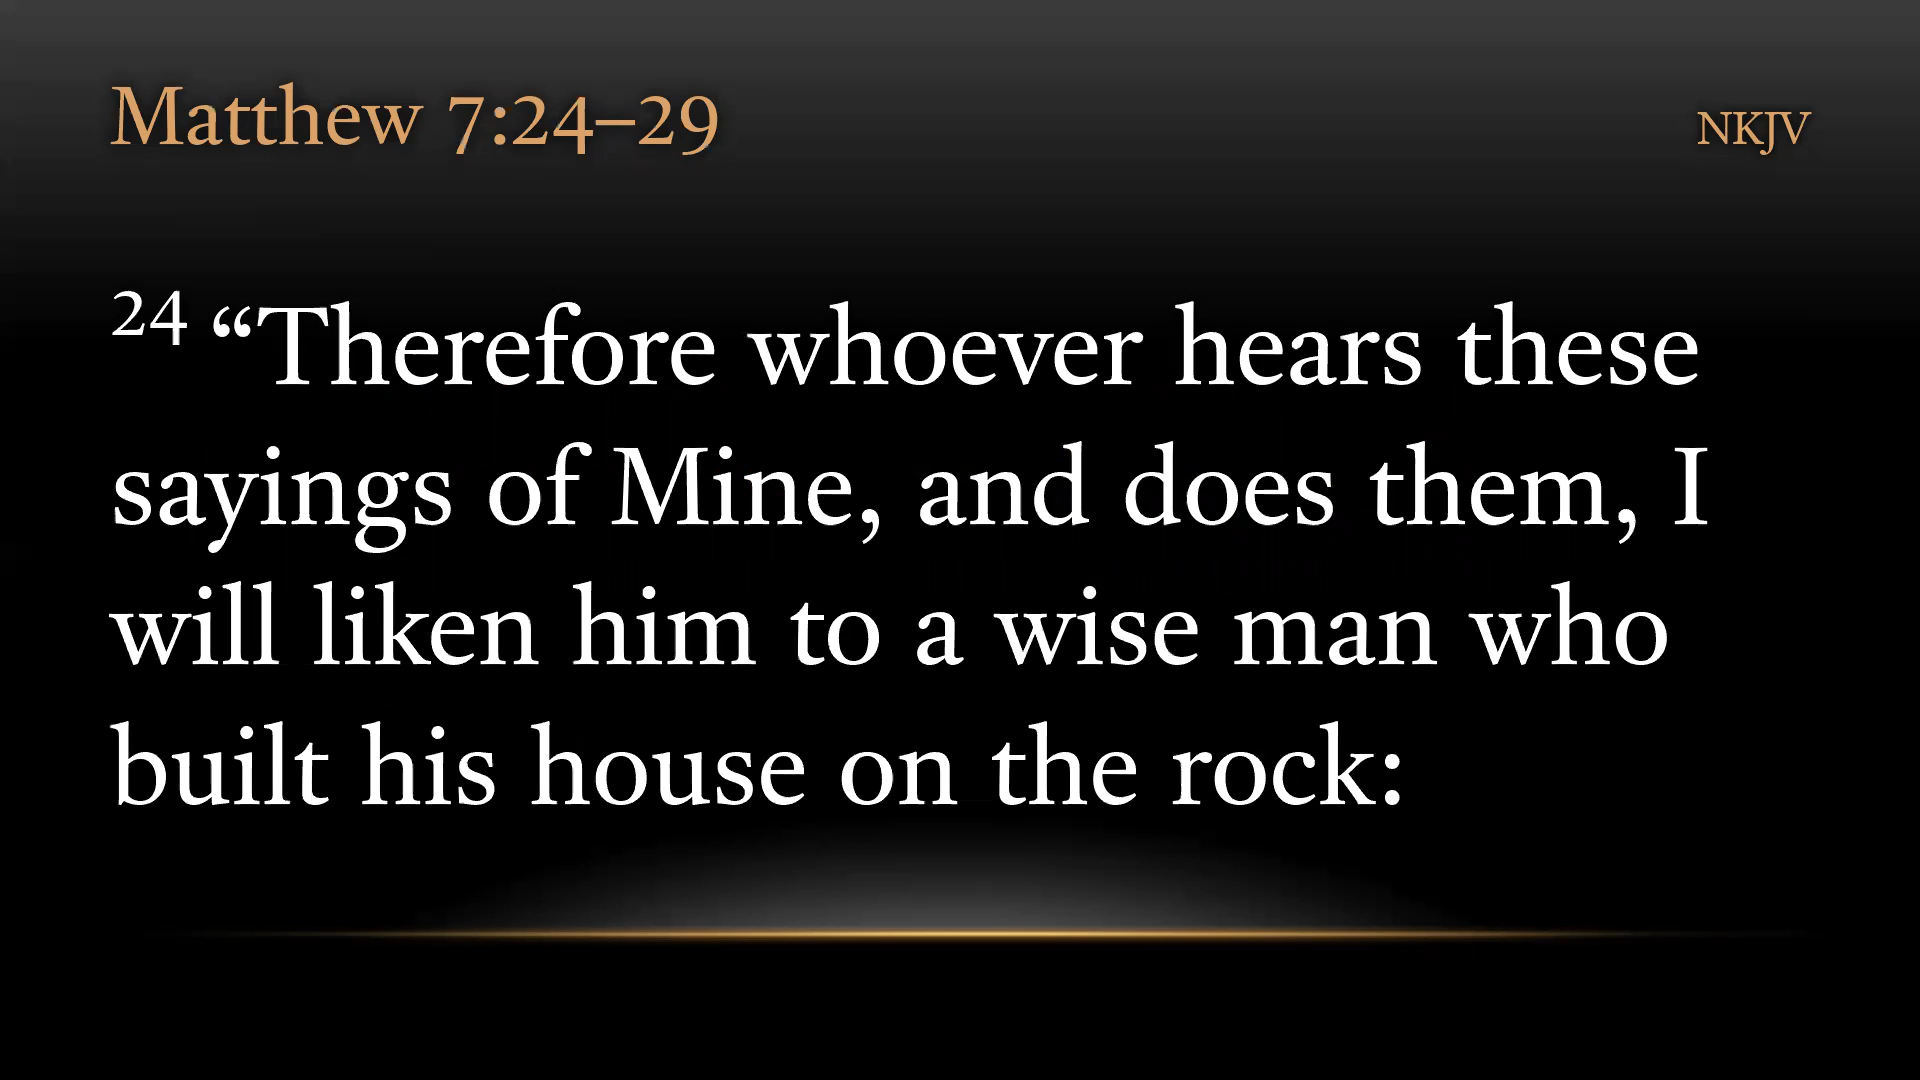 Matthew 7:24–29
NKJV
24 “Therefore whoever hears these
sayings of Mine, and does them, I
will liken him to a wise man who
built his house on the rock: